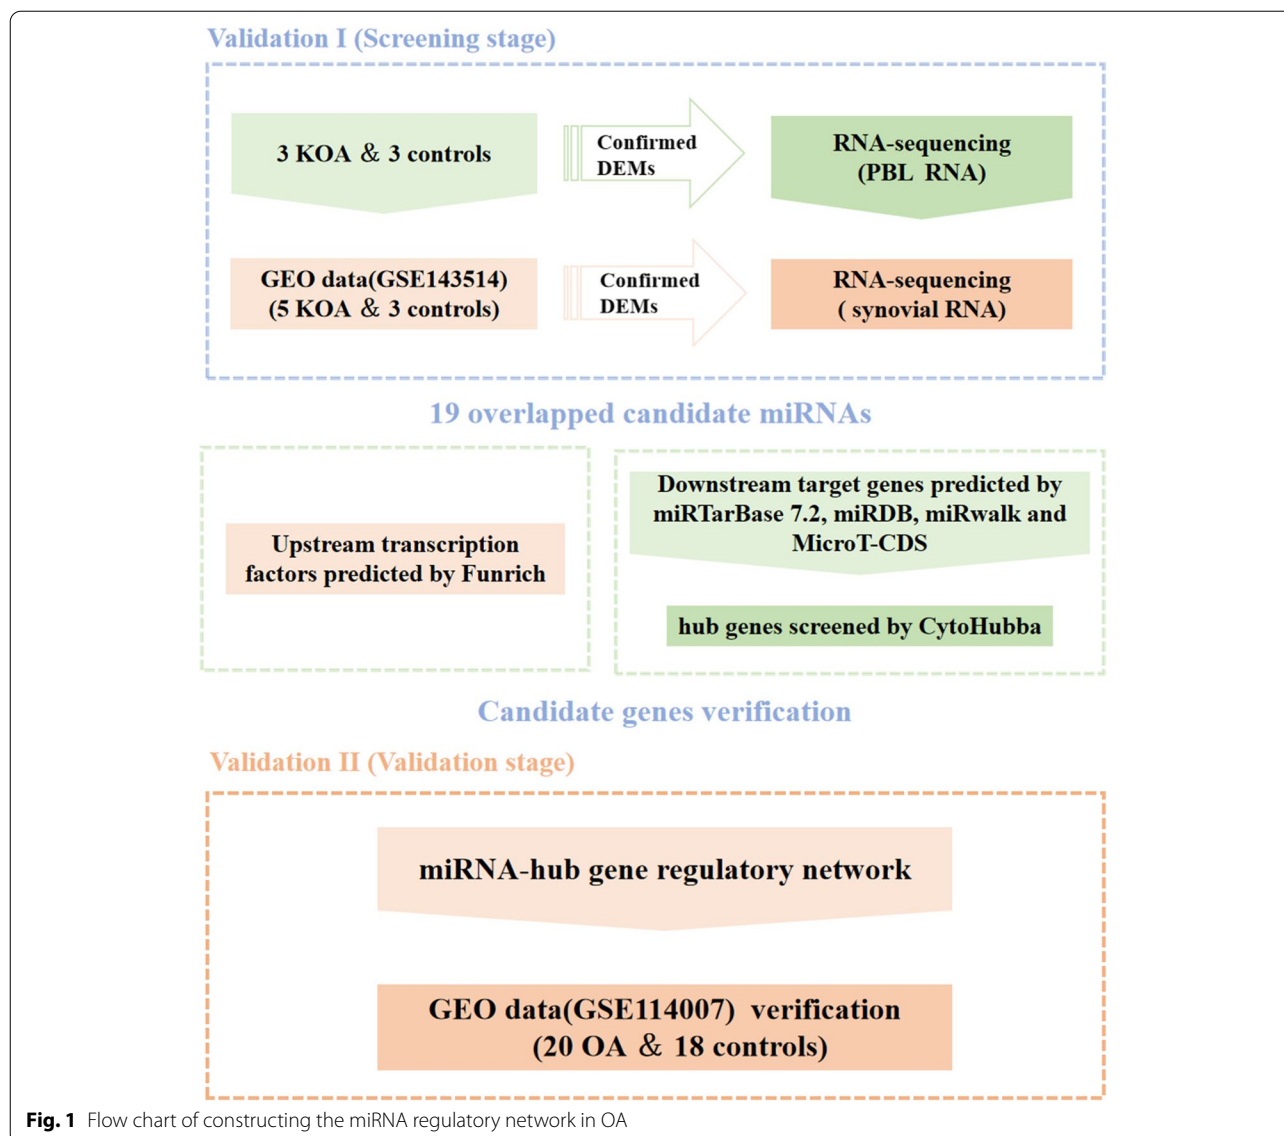 Validation I (Screening stage)
3 KOA & 3 controls
Confirmed
DEMs
RNA-sequencing
(PBL RNA)
GEO data(GSE143514)
(5 KOA & 3 controls)
Confirmed
DEMs
RNA-sequencing
( synovial RNA)
19 overlapped candidate miRNAs
Upstream transcription
factors predicted by Funrich
Downstream target genes predicted by
miRTarBase 7.2, miRDB, miRwalk and
MicroT-CDS
hub genes screened by CytoHubba
Candidate genes verification
Validation II (Validation stage)
miRNA-hub gene regulatory network
GEO data(GSE114007) verification
(20 OA & 18 controls)
Fig. 1 Flow chart of constructing the miRNA regulatory network in OA